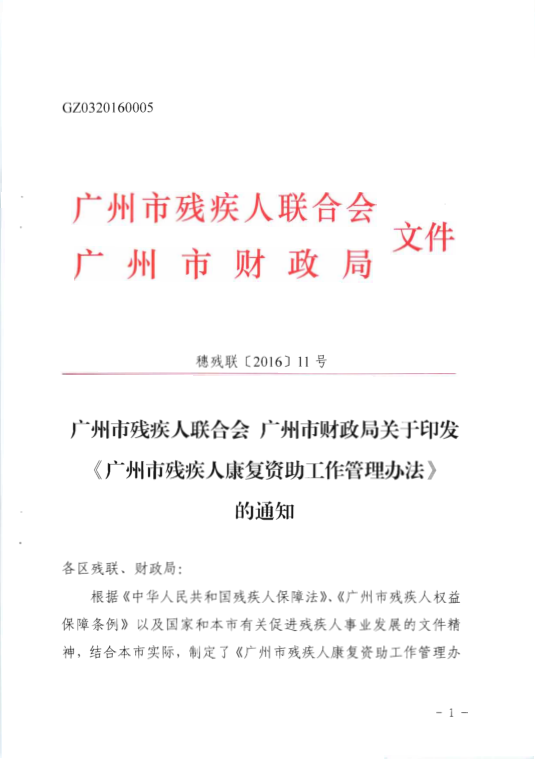 GZ0320160005
广州市残疾人联合会
广州市财政局
文件
穗残联〔2016〕11 号
广州市残疾人联合会 广州市财政局关于印发
《广州市残疾人康复资助工作管理办法》
的通知
各区残联、财政局：
根据《中华人民共和国残疾人保障法》、《广州市残疾人权益
保障条例》以及国家和本市有关促进残疾人事业发展的文件精
神，结合本市实际，制定了《广州市残疾人康复资助工作管理办
- 1 -